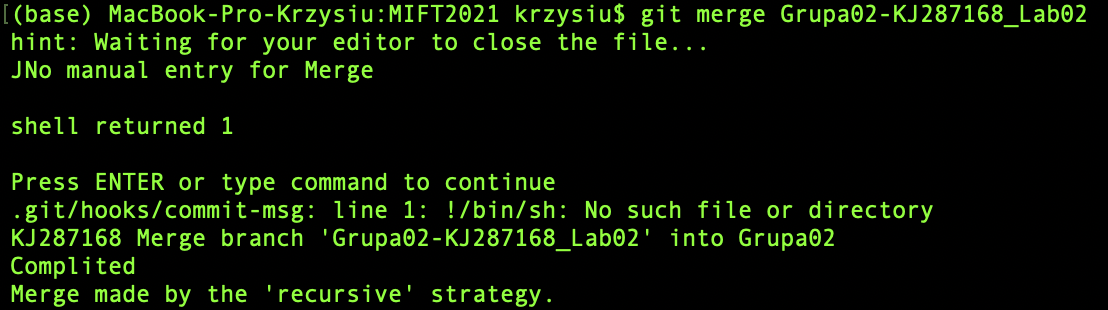 [(base) MacBook-Pro-Krzysiu:MIFT2021 krzysiu$ git merge Grupa02-KJ287168_Lab02
hint: Waiting for your editor to close the file...
JNo manual entry for Merge
shell returned 1
Press ENTER or type command to continue
.git/hooks/commit-msg: line 1: !/bin/sh: No such file or directory
KJ287168 Merge branch 'Grupa02-KJ287168_Lab02' into Grupa02
Complited
Merge made by the 'recursive' strategy.